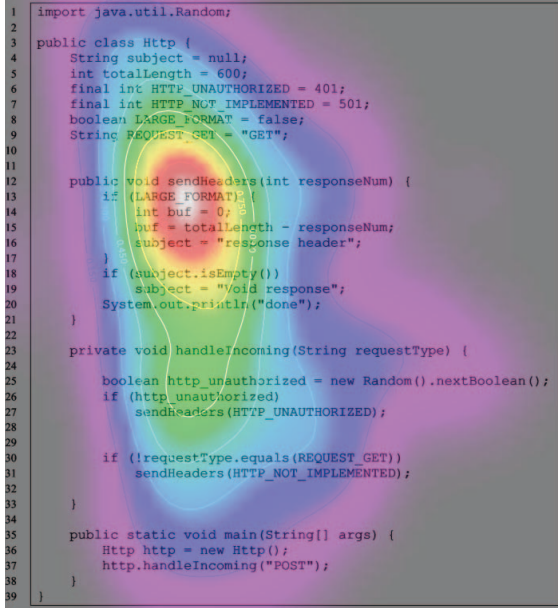 1 import java.util.Random;
2
3 public class Http {
4 String subject = null;
5 int totalLength = 600;
6 final int HTTP_UNAUTHORIZED = 401;
7 final int HTTP_NOT_IMPLEMENTED = 501;
8 boolean LARGE_FORMAT = false;
9 String REQUEST_GET = "GET";
10
11
12 public void sendHeaders(int responseNum) {
13 if (LARGE_FORMAT) {
14 int buf = 0;
15 buf = totalLength - responseNum;
16 subject = "response header";
17 }
18 if (subject.isEmpty())
19 subject = "Void response";
20 System.out.println("done");
21 }
22
23 private void handleIncoming(String requestType) {
24
25 boolean http_unauthorized = new Random().nextBoolean();
26 if (http_unauthorized)
27 sendHeaders(HTTP_UNAUTHORIZED);
28
29
30 if (!requestType.equals(REQUEST_GET))
31 sendHeaders(HTTP_NOT_IMPLEMENTED);
32
33 }
34
35 public static void main(String[] args) {
36 Http http = new Http();
37 http.handleIncoming("POST");
38 }
39 }